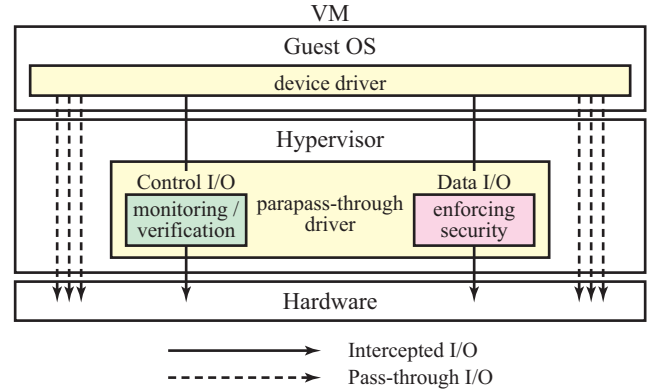 VM
Guest OS
device driver
Hypervisor
Control I/O
monitoring /
verification
parapass-through
driver
Data I/O
enforcing
security
Hardware
Intercepted I/O
Pass-through I/O